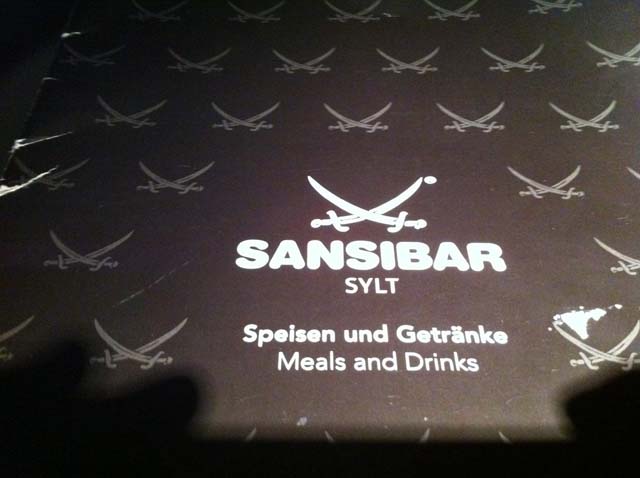 SANSIBAR
SYLT
Speisen und Getränke
Meals and Drinks